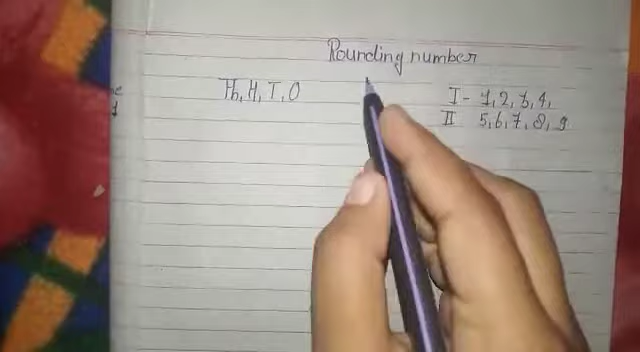 Rounding number
Th, H, T, O
I - 1, 2, 3, 4,
II 5, 6, 7, 8, 9